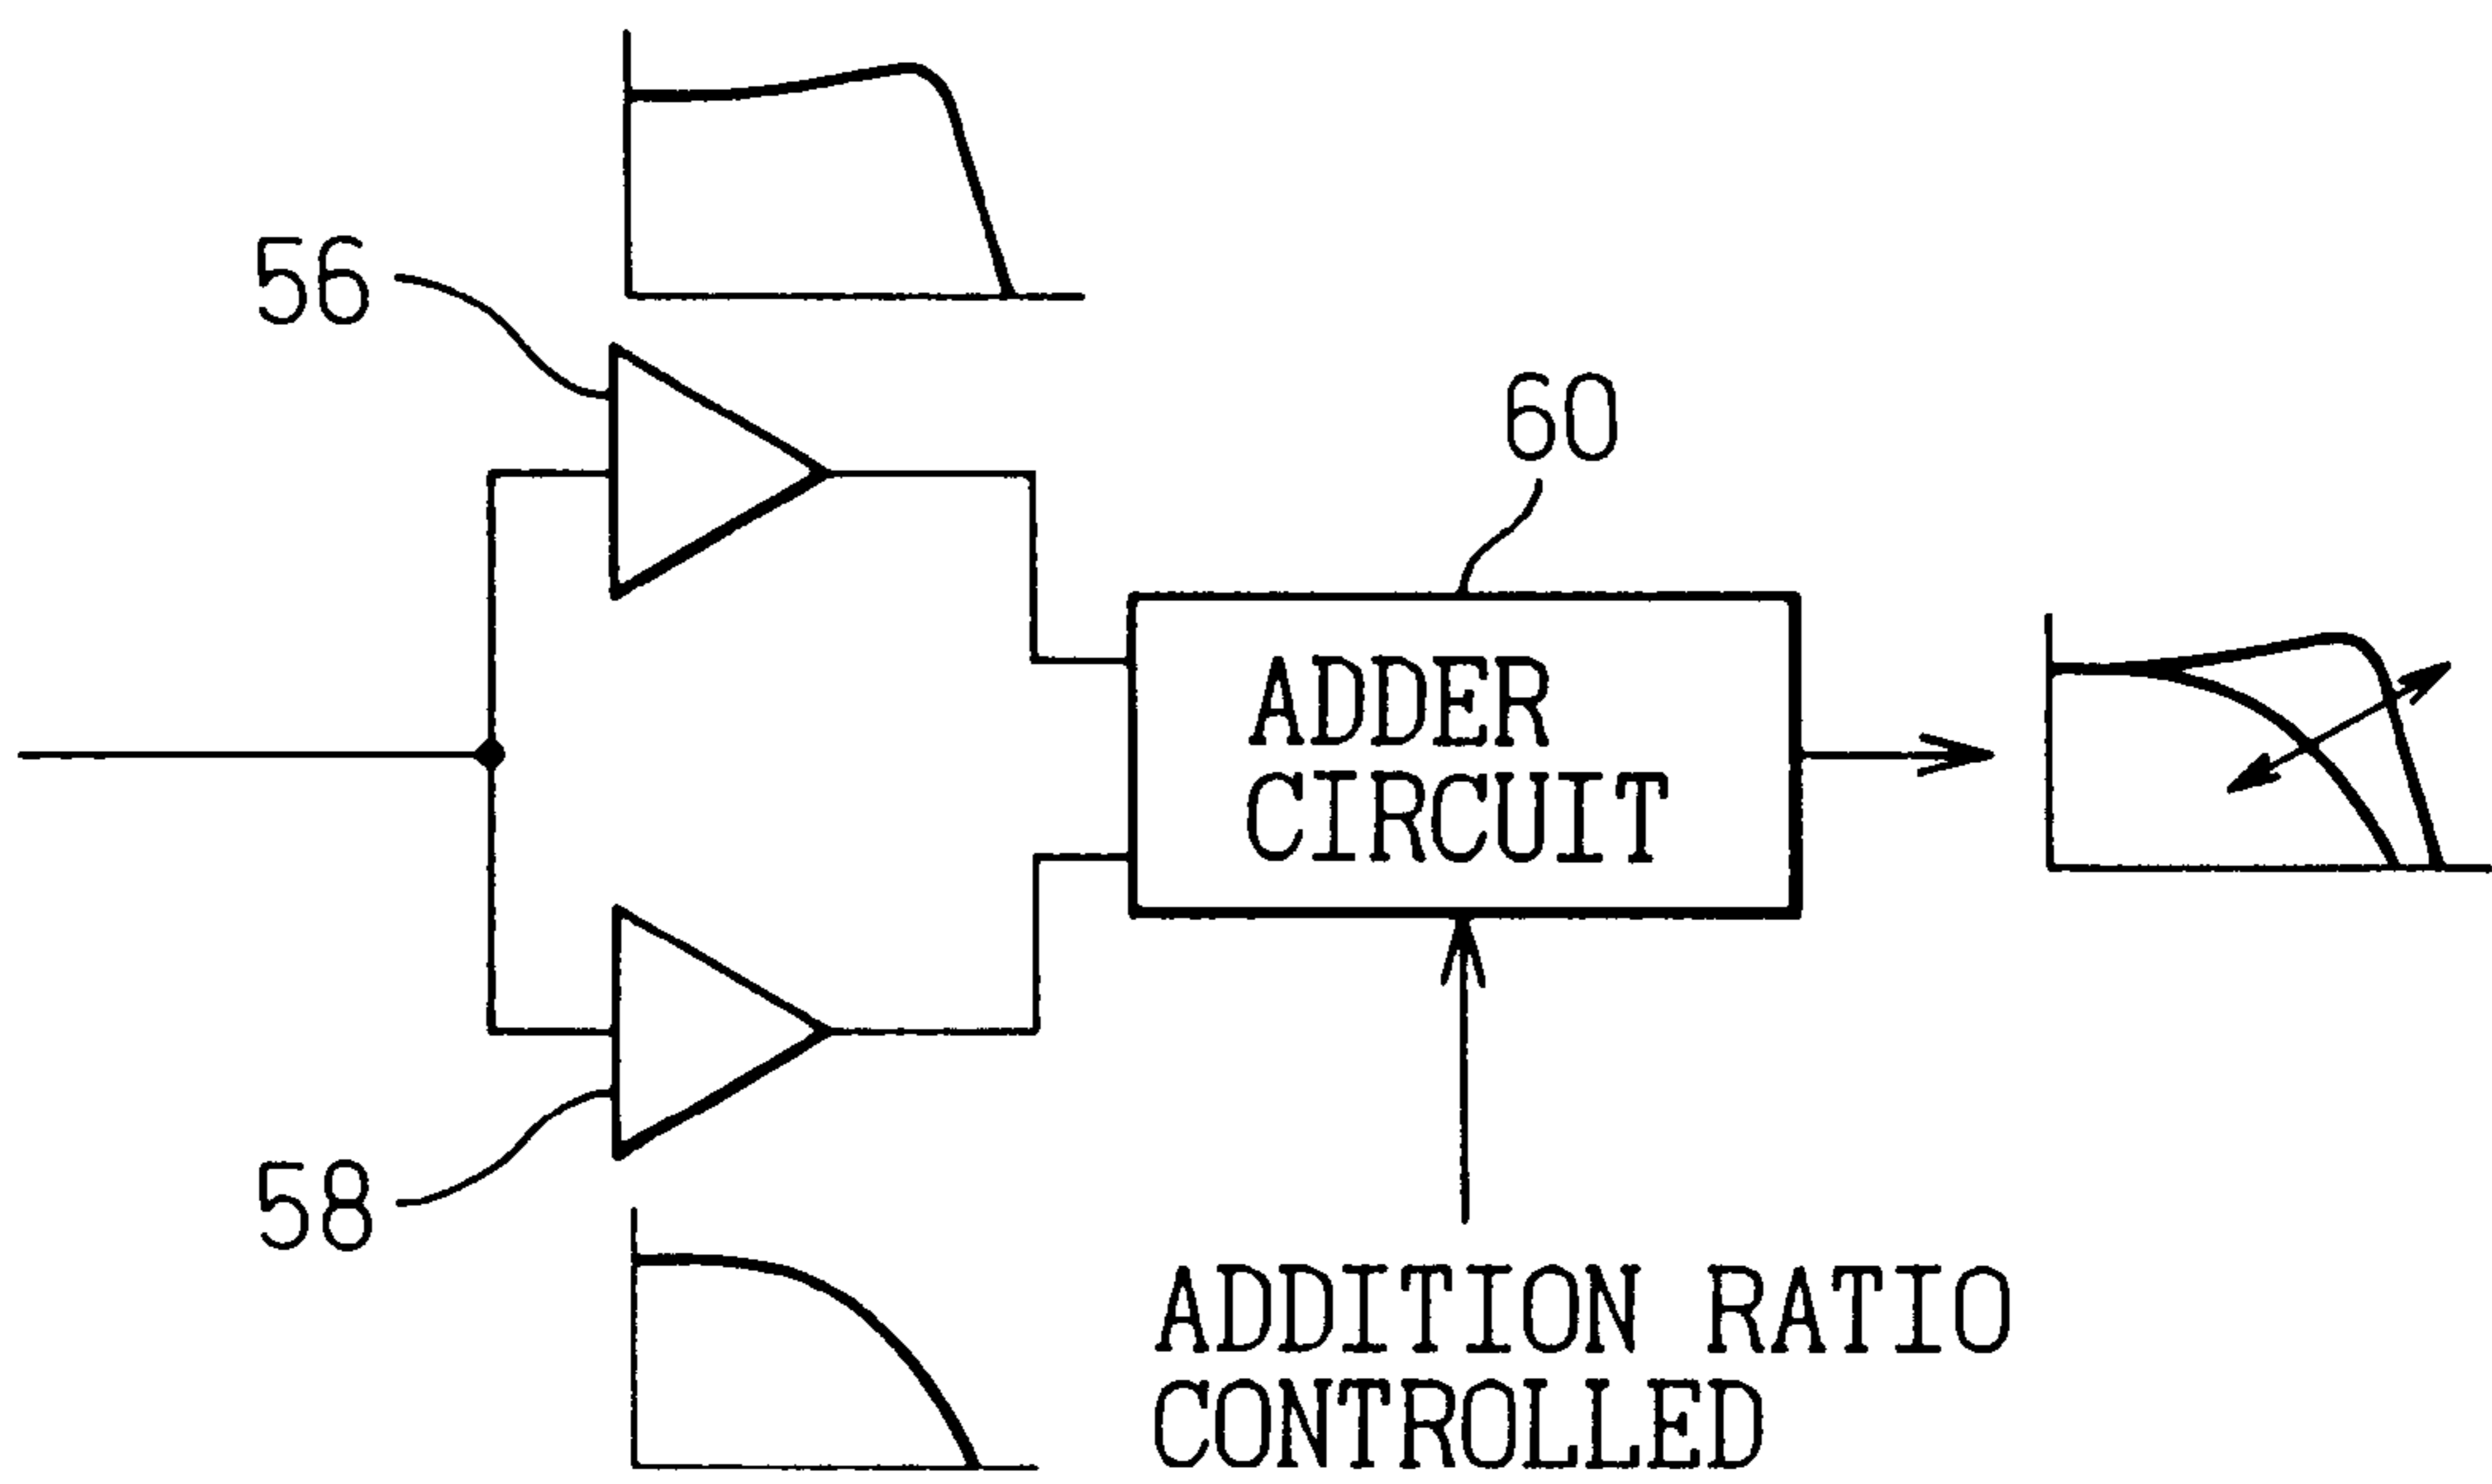 56
60
ADDER
CIRCUIT
58
ADDITION RATIO
CONTROLLED